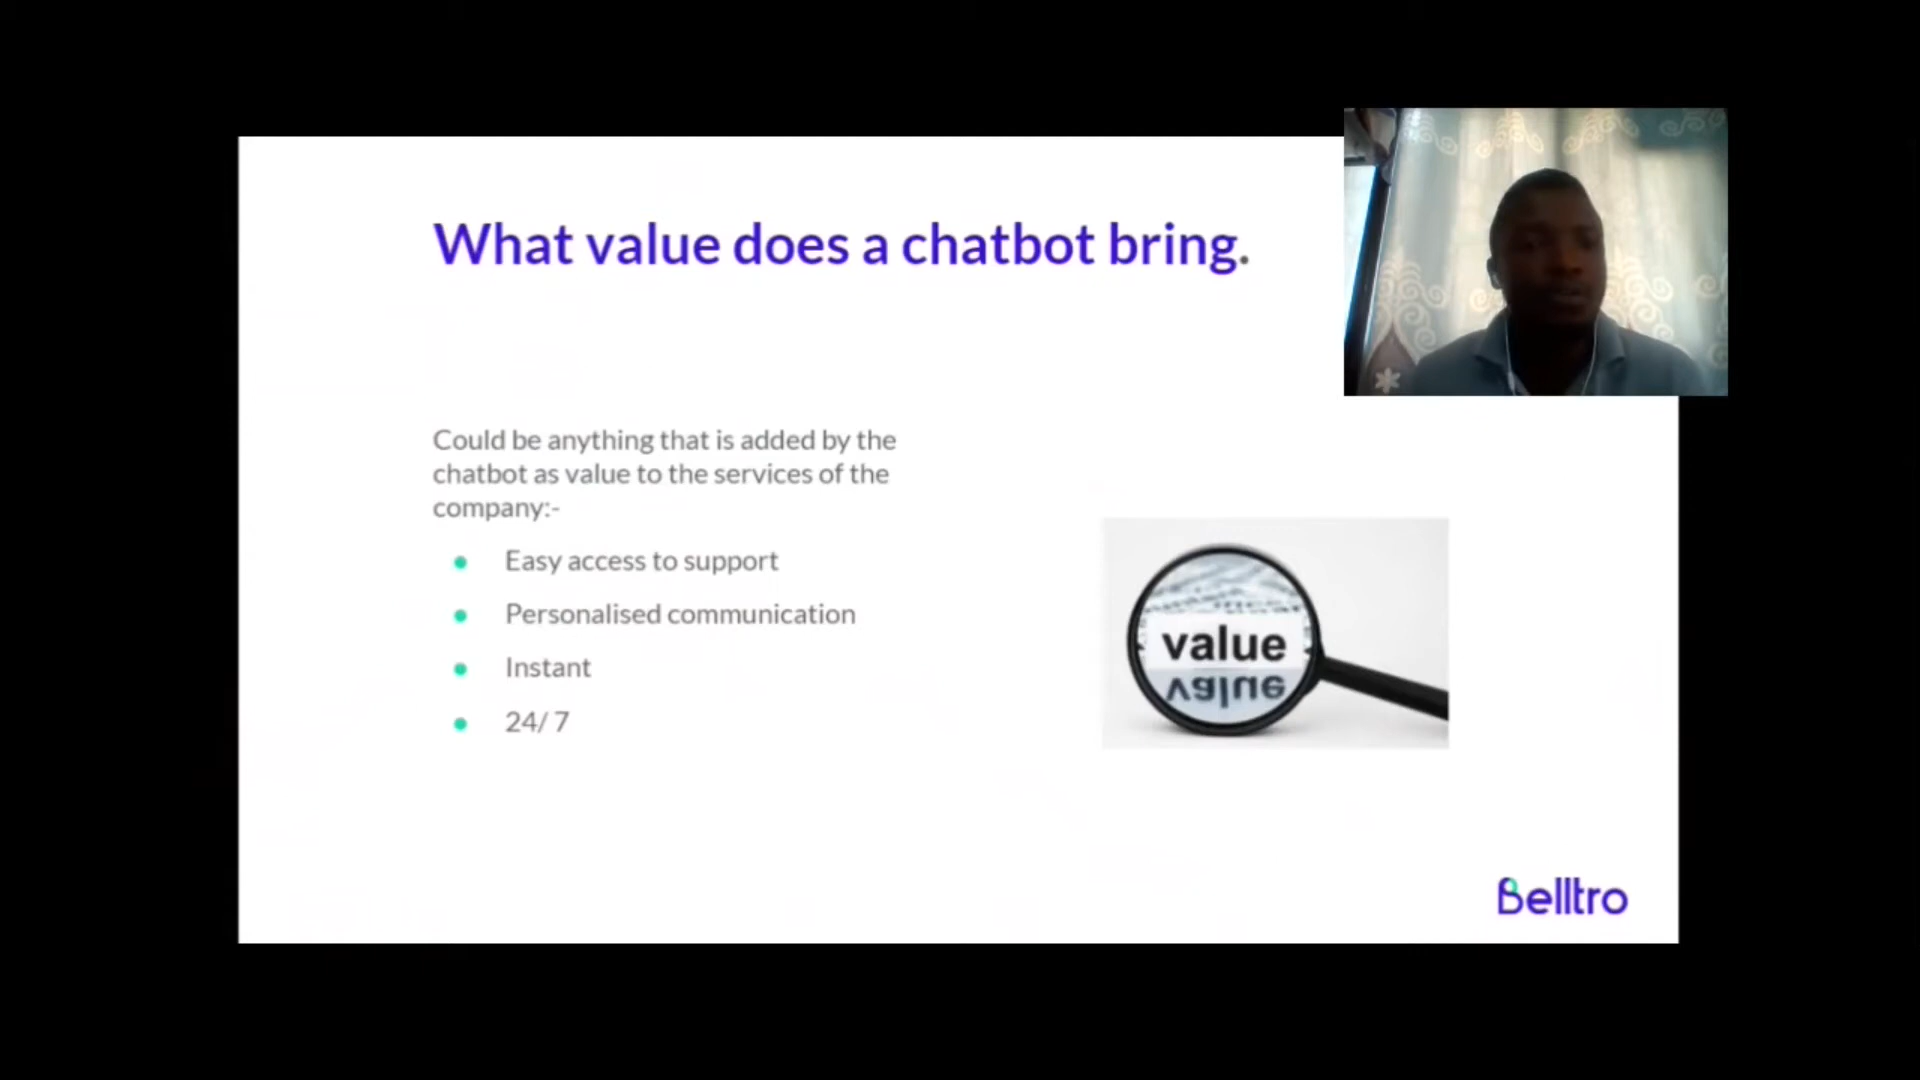 What value does a chatbot bring.
Could be anything that is added by the
chatbot as value to the services of the
company:-
Easy access to support
Personalised communication
Instant
24/ 7
value
value
Belltro